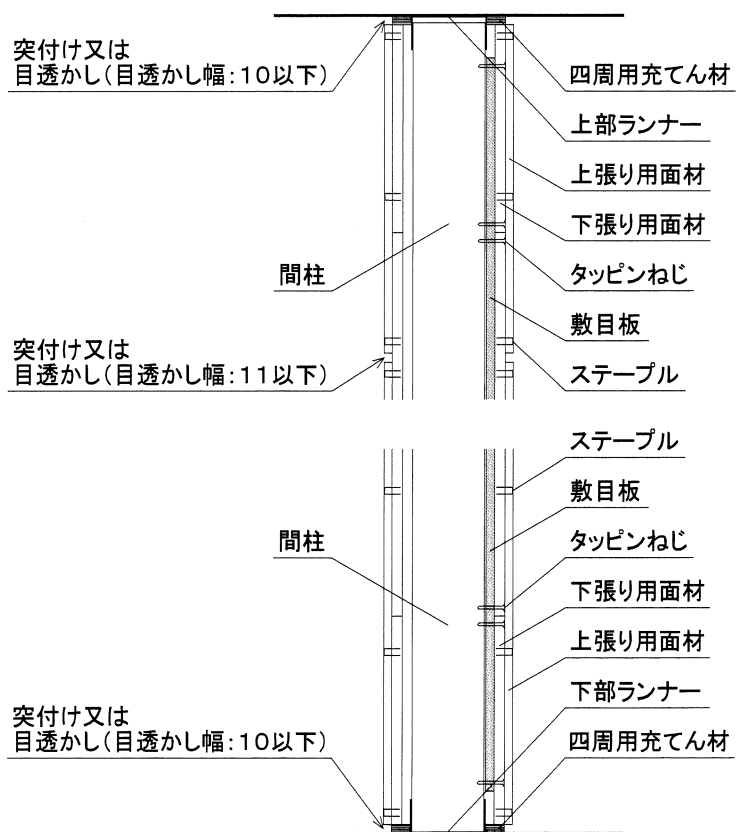 突付け又は
目透かし(目透かし幅:10以下)
四周用充てん材
上部ランナー
上張り用面材
下張り用面材
間柱
タッピンねじ
敷目板
突付け又は
目透かし(目透かし幅:11以下)
ステープル
ステープル
敷目板
間柱
タッピンねじ
下張り用面材
上張り用面材
下部ランナー
突付け又は
目透かし(目透かし幅:10以下)
四周用充てん材